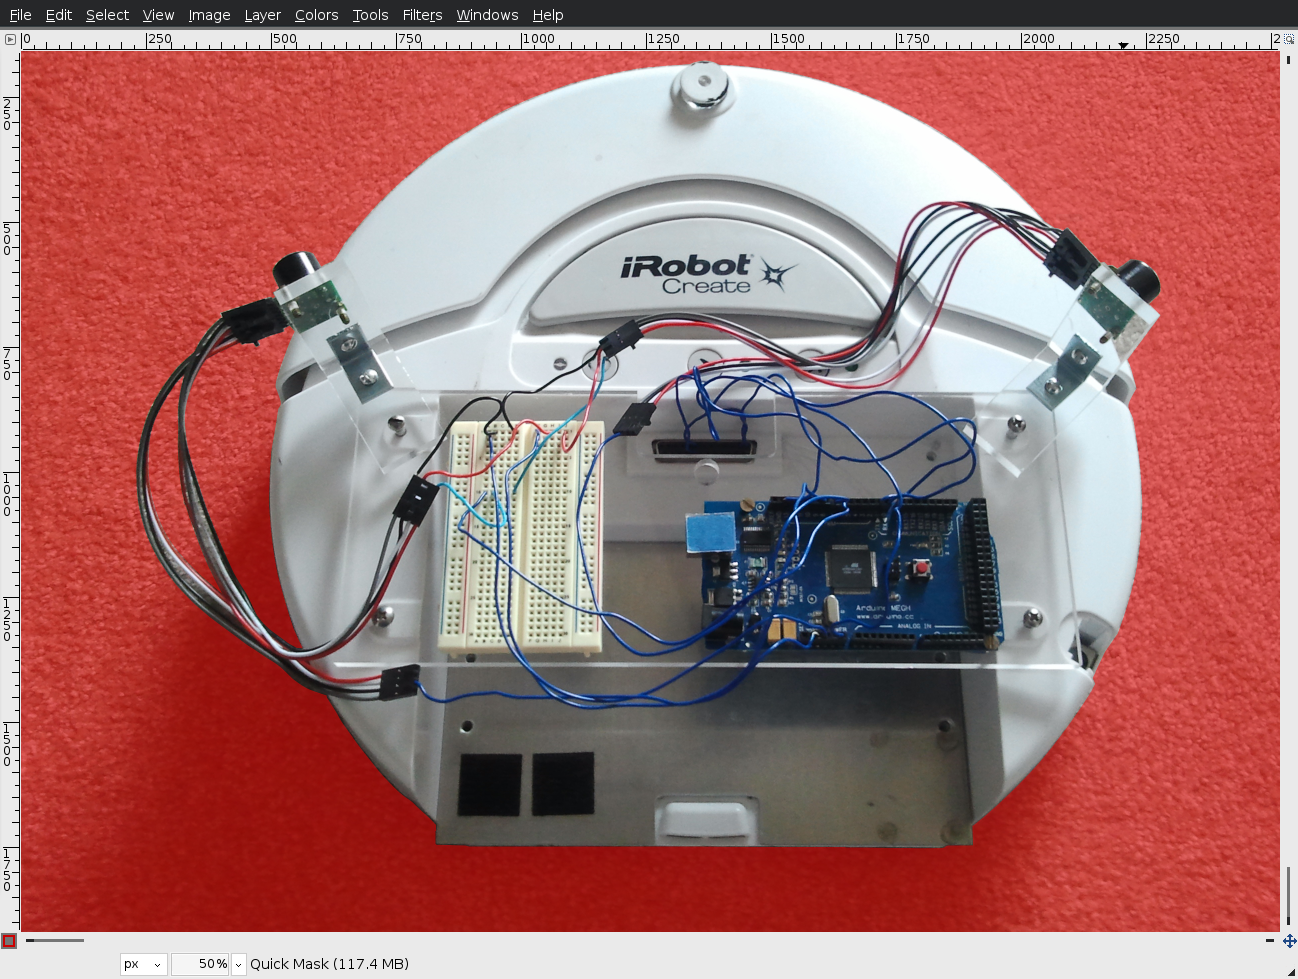 File Edit Select View Image Layer Colors Tools Filters Windows Help
0 250 500 750 1000 1250 1500 1750 2000 2250 2
250
500
750
1000
1250
1500
1750
iRobot
Create
Arduino MEGA
www.arduino.cc
ANALOG IN
px 50% Quick Mask (117.4 MB)